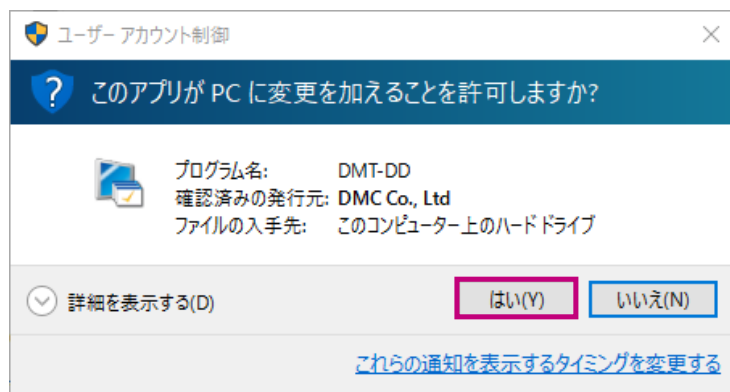 ユーザー アカウント制御
このアプリが PC に変更を加えることを許可しますか?
プログラム名: DMT-DD
確認済みの発行元: DMC Co., Ltd
ファイルの入手先: このコンピューター上のハード ドライブ
詳細を表示する(D)
はい(Y) いいえ(N)
これらの通知を表示するタイミングを変更する